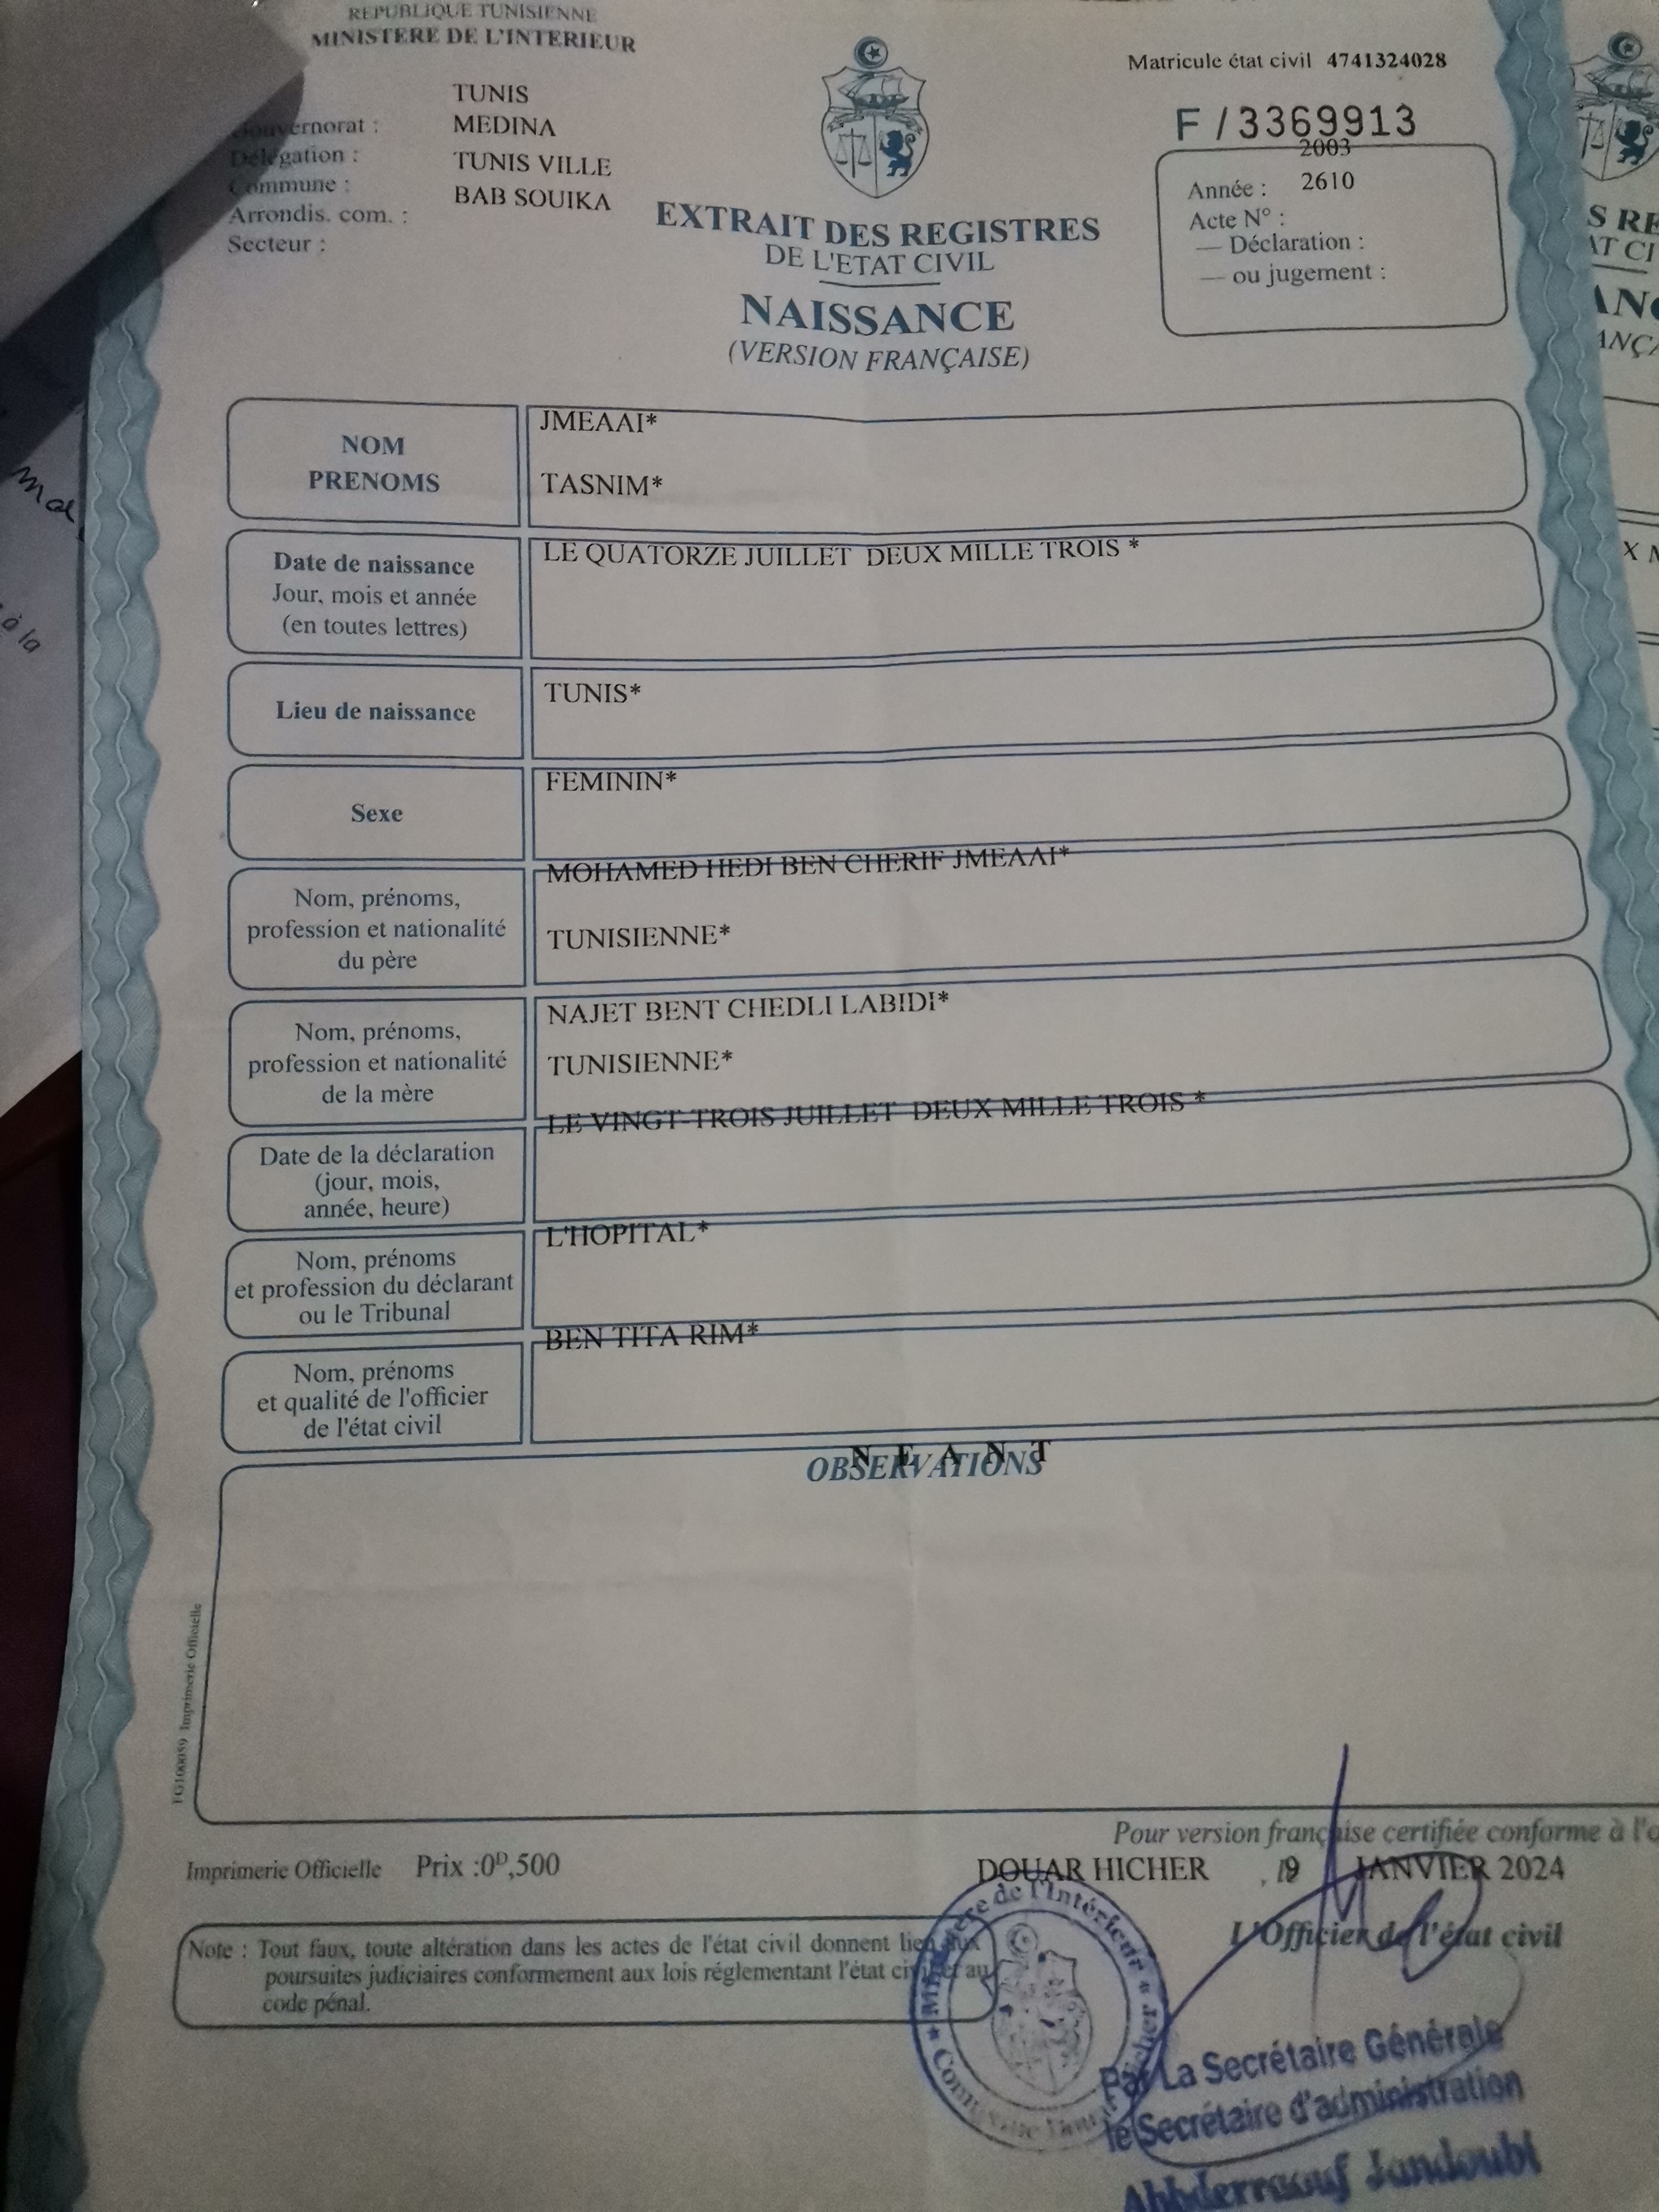 REPUBLIQUE TUNISIENNE
MINISTERE DE L'INTERIEUR
Gouvernorat : TUNIS
Délégation : MEDINA
Commune : TUNIS VILLE
Arrondis. com. : BAB SOUIKA
Secteur :
Matricule état civil 4741324028
F / 3369913
2003
Année : 2610
Acte N° :
— Déclaration :
— ou jugement :
EXTRAIT DES REGISTRES
DE L'ETAT CIVIL
NAISSANCE
(VERSION FRANÇAISE)
NOM JMEAAI*
PRENOMS TASNIM*
Date de naissance LE QUATORZE JUILLET DEUX MILLE TROIS *
Jour, mois et année
(en toutes lettres)
Lieu de naissance TUNIS*
Sexe FEMININ*
MOHAMED HEDI BEN CHERIF JMEAAI*
Nom, prénoms,
profession et nationalité TUNISIENNE*
du père
NAJET BENT CHEDLI LABIDI*
Nom, prénoms,
profession et nationalité TUNISIENNE*
de la mère
LE VINGT-TROIS JUILLET DEUX MILLE TROIS *
Date de la déclaration
(jour, mois,
année, heure)
L'HOPITAL*
Nom, prénoms
et profession du déclarant
ou le Tribunal
BEN TITA RIM*
Nom, prénoms
et qualité de l'officier
de l'état civil
N E A N T
OBSERVATIONS
FG100059 Imprimerie Officielle
Pour version française certifiée conforme à l'o
Imprimerie Officielle Prix :0ᴰ,500
DOUAR HICHER , 19 JANVIER 2024
L'Officier de l'état civil
Note : Tout faux, toute altération dans les actes de l'état civil donnent lieu aux
poursuites judiciaires conformement aux lois réglementant l'état civil et au
code pénal.
Ministère de l'Intérieur
Par La Secrétaire Générale
le Secrétaire d'administration
Abderraouf Jandoubi
mor
à la